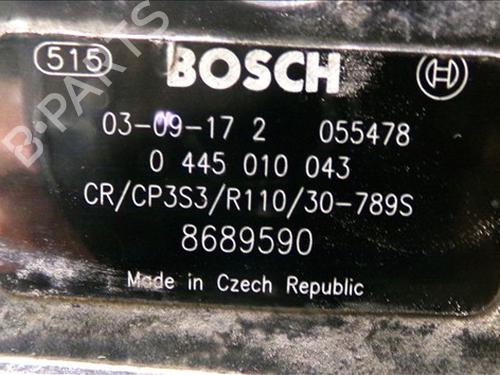 515 BOSCH
03-09-17 2 055478
0 445 010 043
CR/CP3S3/R110/30-789S
8689590
Made in Czech Republic
B-PARTS